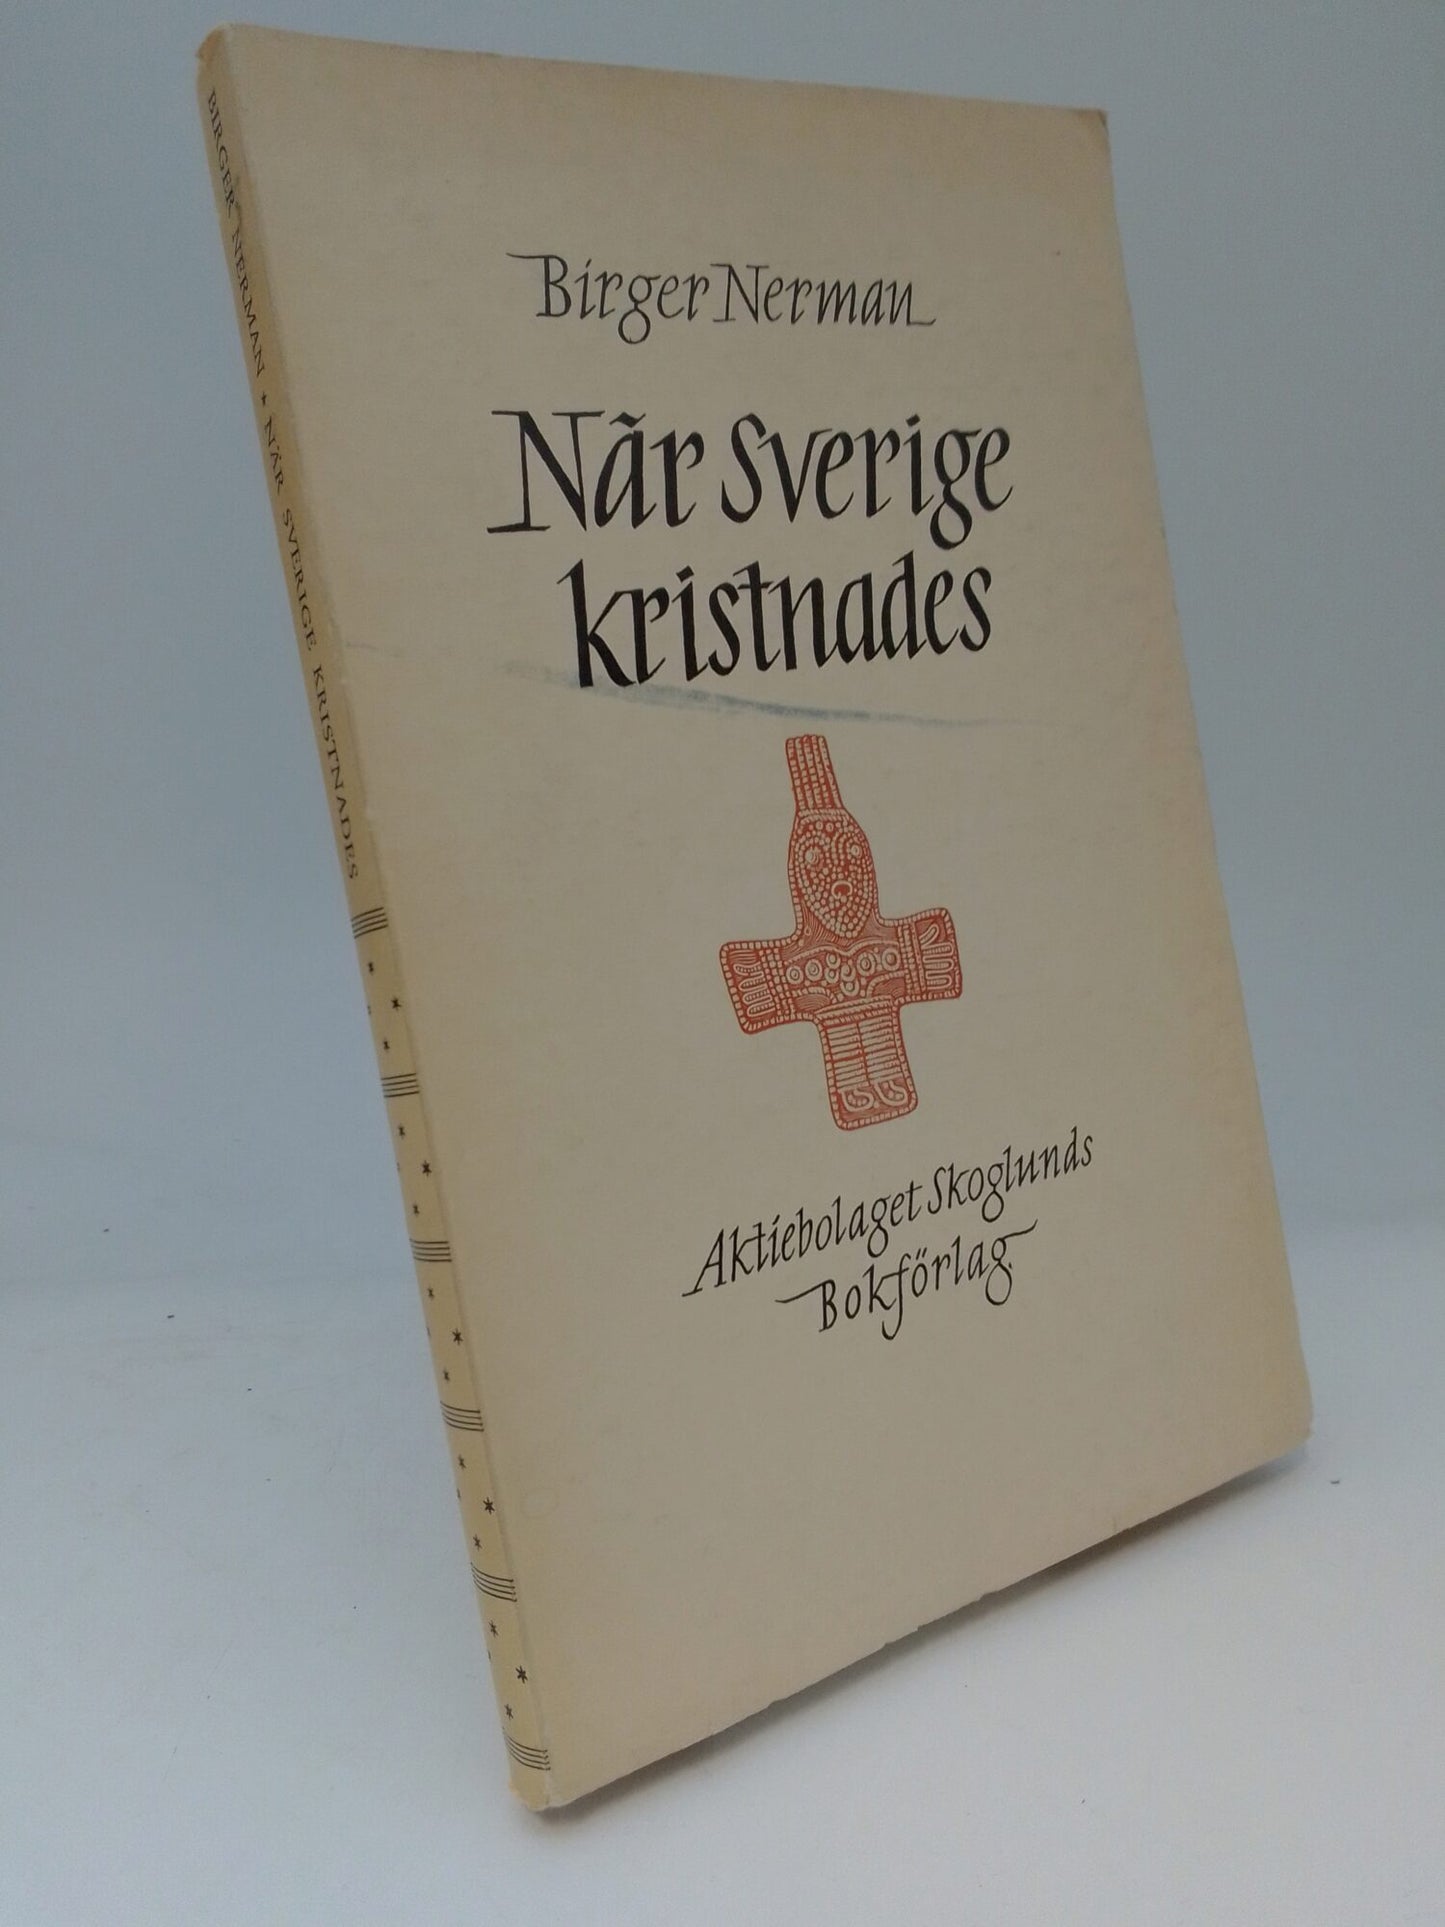 Birger Nerman
När Sverige
kristnades
Aktiebolaget Skoglunds
Bokförlag.
BIRGER NERMAN * NÄR SVERIGE KRISTNADES